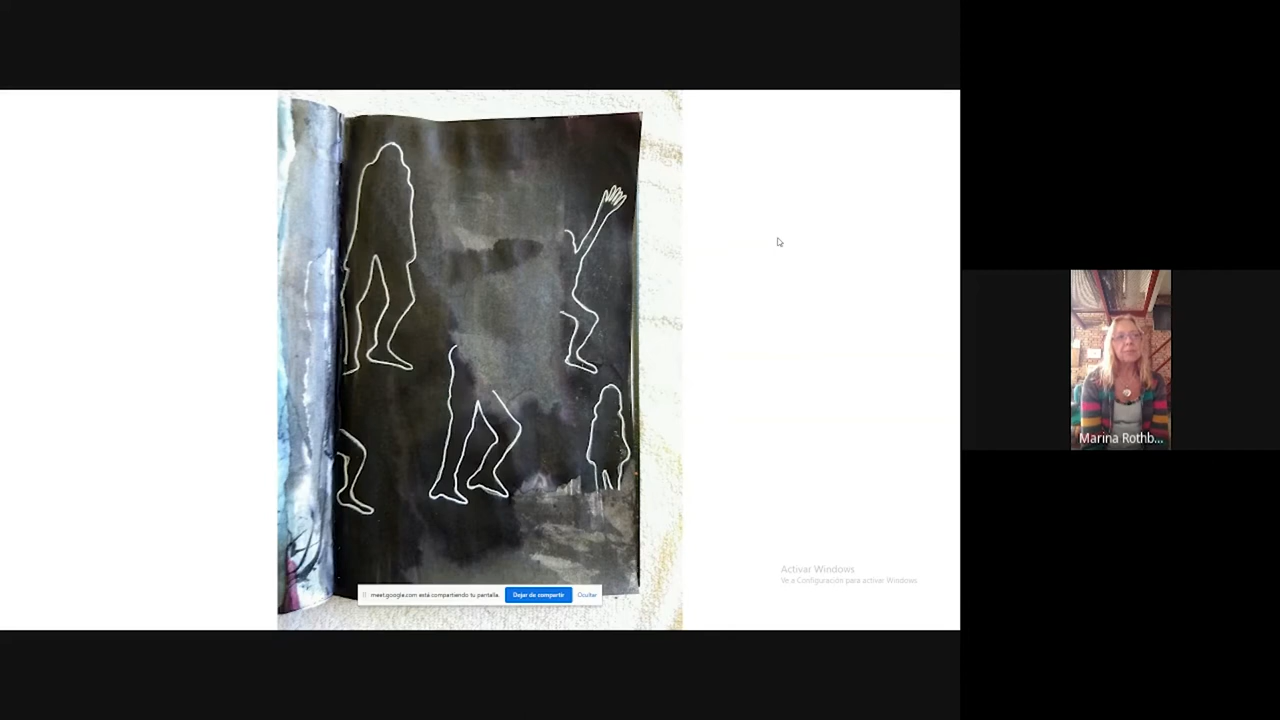 Activar Windows
Ve a Configuración para activar Windows.
meet.google.com está compartiendo tu pantalla.
Dejar de compartir
Ocultar
Marina Rothb...